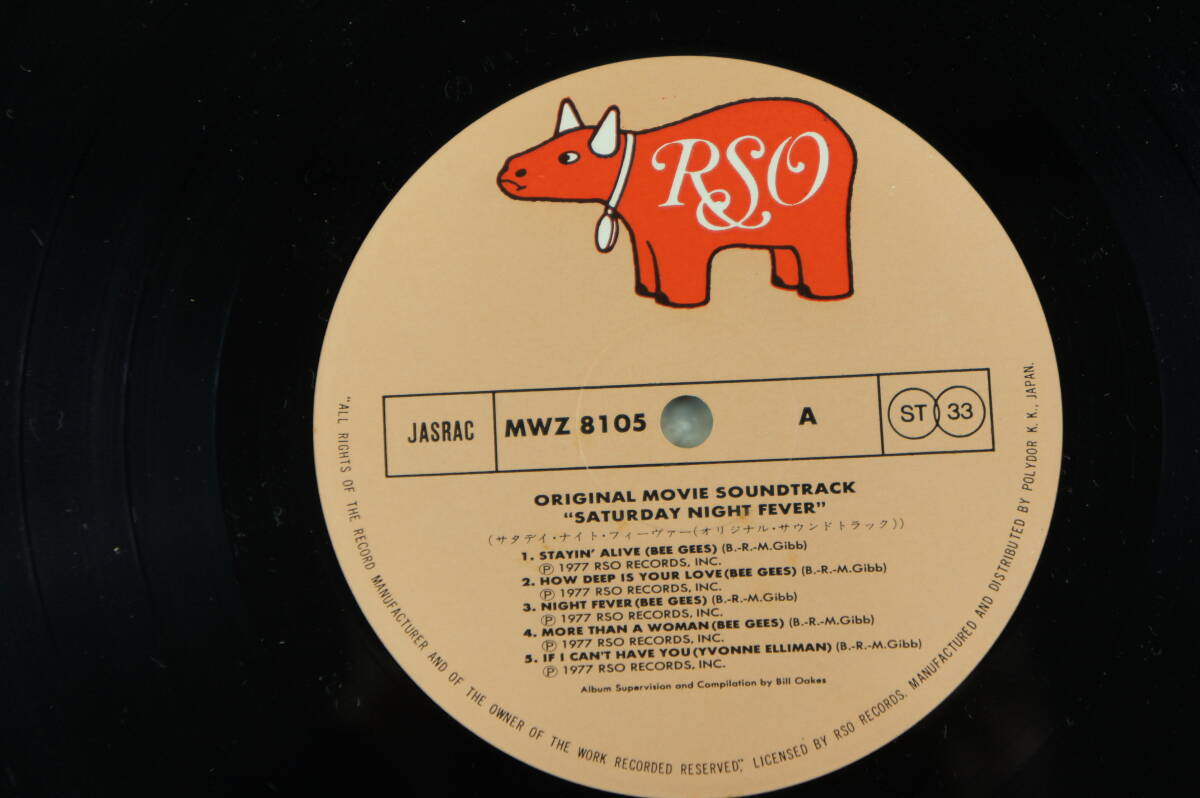 RSO
JASRAC
MWZ 8105
A
ST 33
ORIGINAL MOVIE SOUNDTRACK
“SATURDAY NIGHT FEVER”
(サタデイ・ナイト・フィーヴァー(オリジナル・サウンドトラック))
1. STAYIN’ ALIVE (BEE GEES) (B.-R.-M.Gibb)
Ⓟ 1977 RSO RECORDS, INC.
2. HOW DEEP IS YOUR LOVE (BEE GEES) (B.-R.-M.Gibb)
Ⓟ 1977 RSO RECORDS, INC.
3. NIGHT FEVER (BEE GEES) (B.-R.-M.Gibb)
Ⓟ 1977 RSO RECORDS, INC.
4. MORE THAN A WOMAN (BEE GEES) (B.-R.-M.Gibb)
Ⓟ 1977 RSO RECORDS, INC.
5. IF I CAN’T HAVE YOU (YVONNE ELLIMAN) (B.-R.-M.Gibb)
Ⓟ 1977 RSO RECORDS, INC.
Album Supervision and Compilation by Bill Oakes
“ALL RIGHTS OF THE RECORD MANUFACTURER AND OF THE OWNER OF THE WORK RECORDED RESERVED”, LICENSED BY RSO RECORDS. MANUFACTURED AND DISTRIBUTED BY POLYDOR K. K., JAPAN.